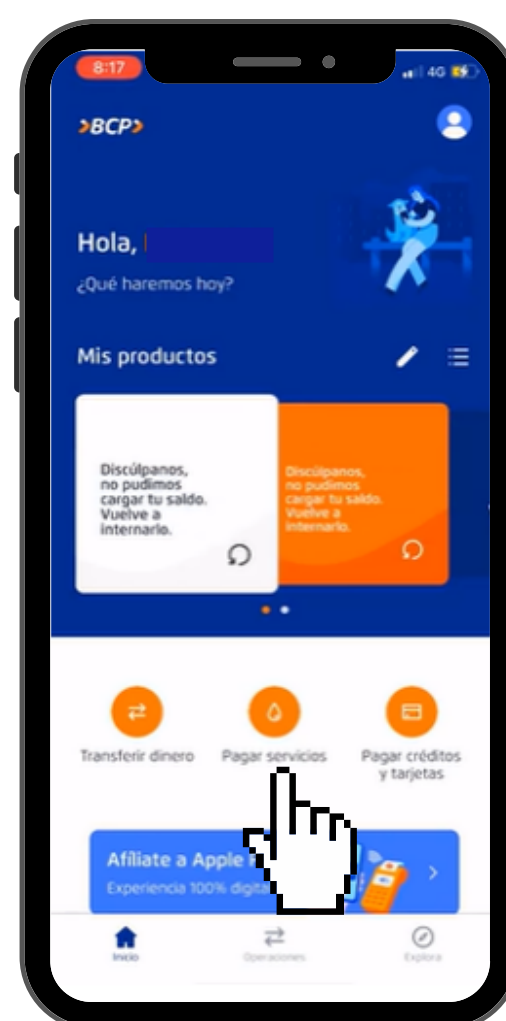 8:17
4G
>BCP>
Hola,
¿Qué haremos hoy?
Mis productos
Discúlpanos,
no pudimos
cargar tu saldo.
Vuelve a
internarlo.
Discúlpanos,
no pudimos
cargar tu saldo.
Vuelve a
internarlo.
Transferir dinero
Pagar servicios
Pagar créditos
y tarjetas
Afíliate a Apple
Experiencia 100%
Inicio
Operaciones
Explora